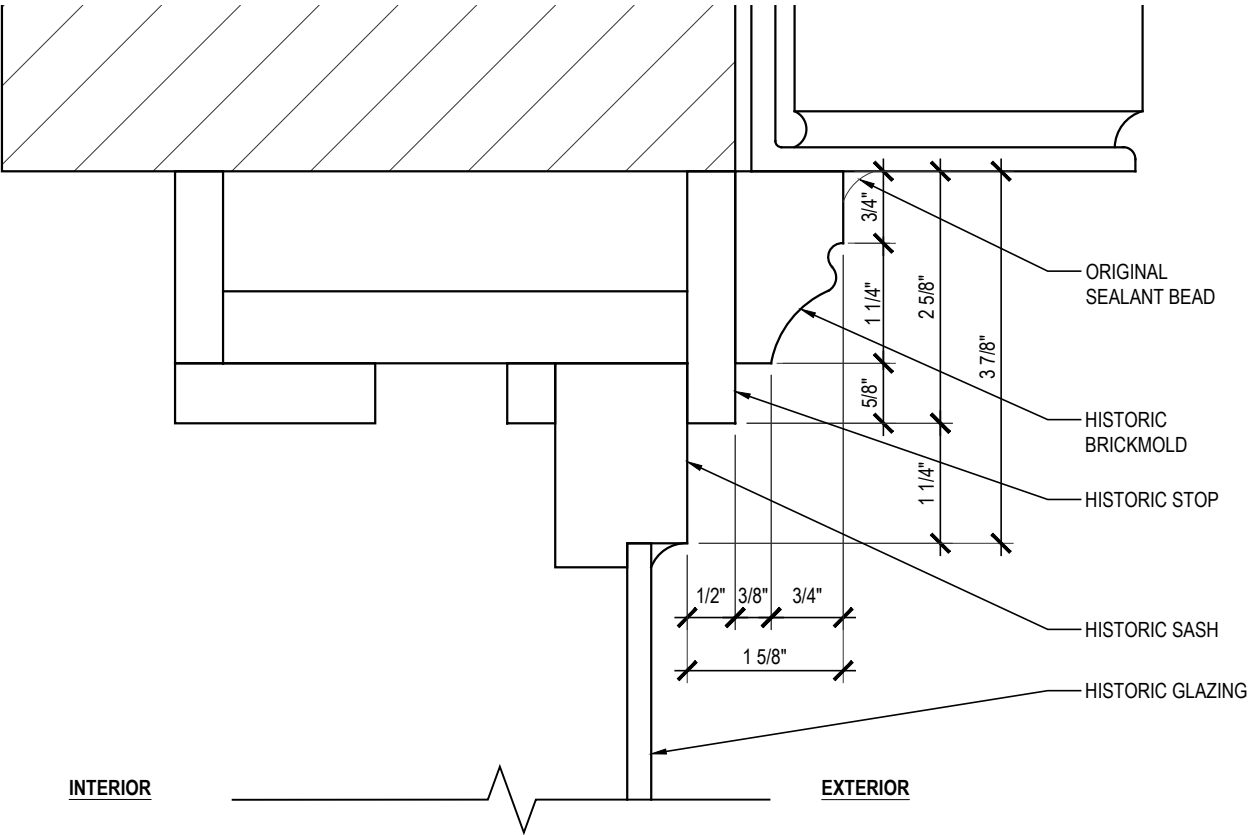 3/4"
1 1/4"
5/8"
2 5/8"
1 1/4"
3 7/8"
ORIGINAL
SEALANT BEAD
HISTORIC
BRICKMOLD
HISTORIC STOP
1/2"
3/8"
3/4"
1 5/8"
HISTORIC SASH
HISTORIC GLAZING
INTERIOR
EXTERIOR